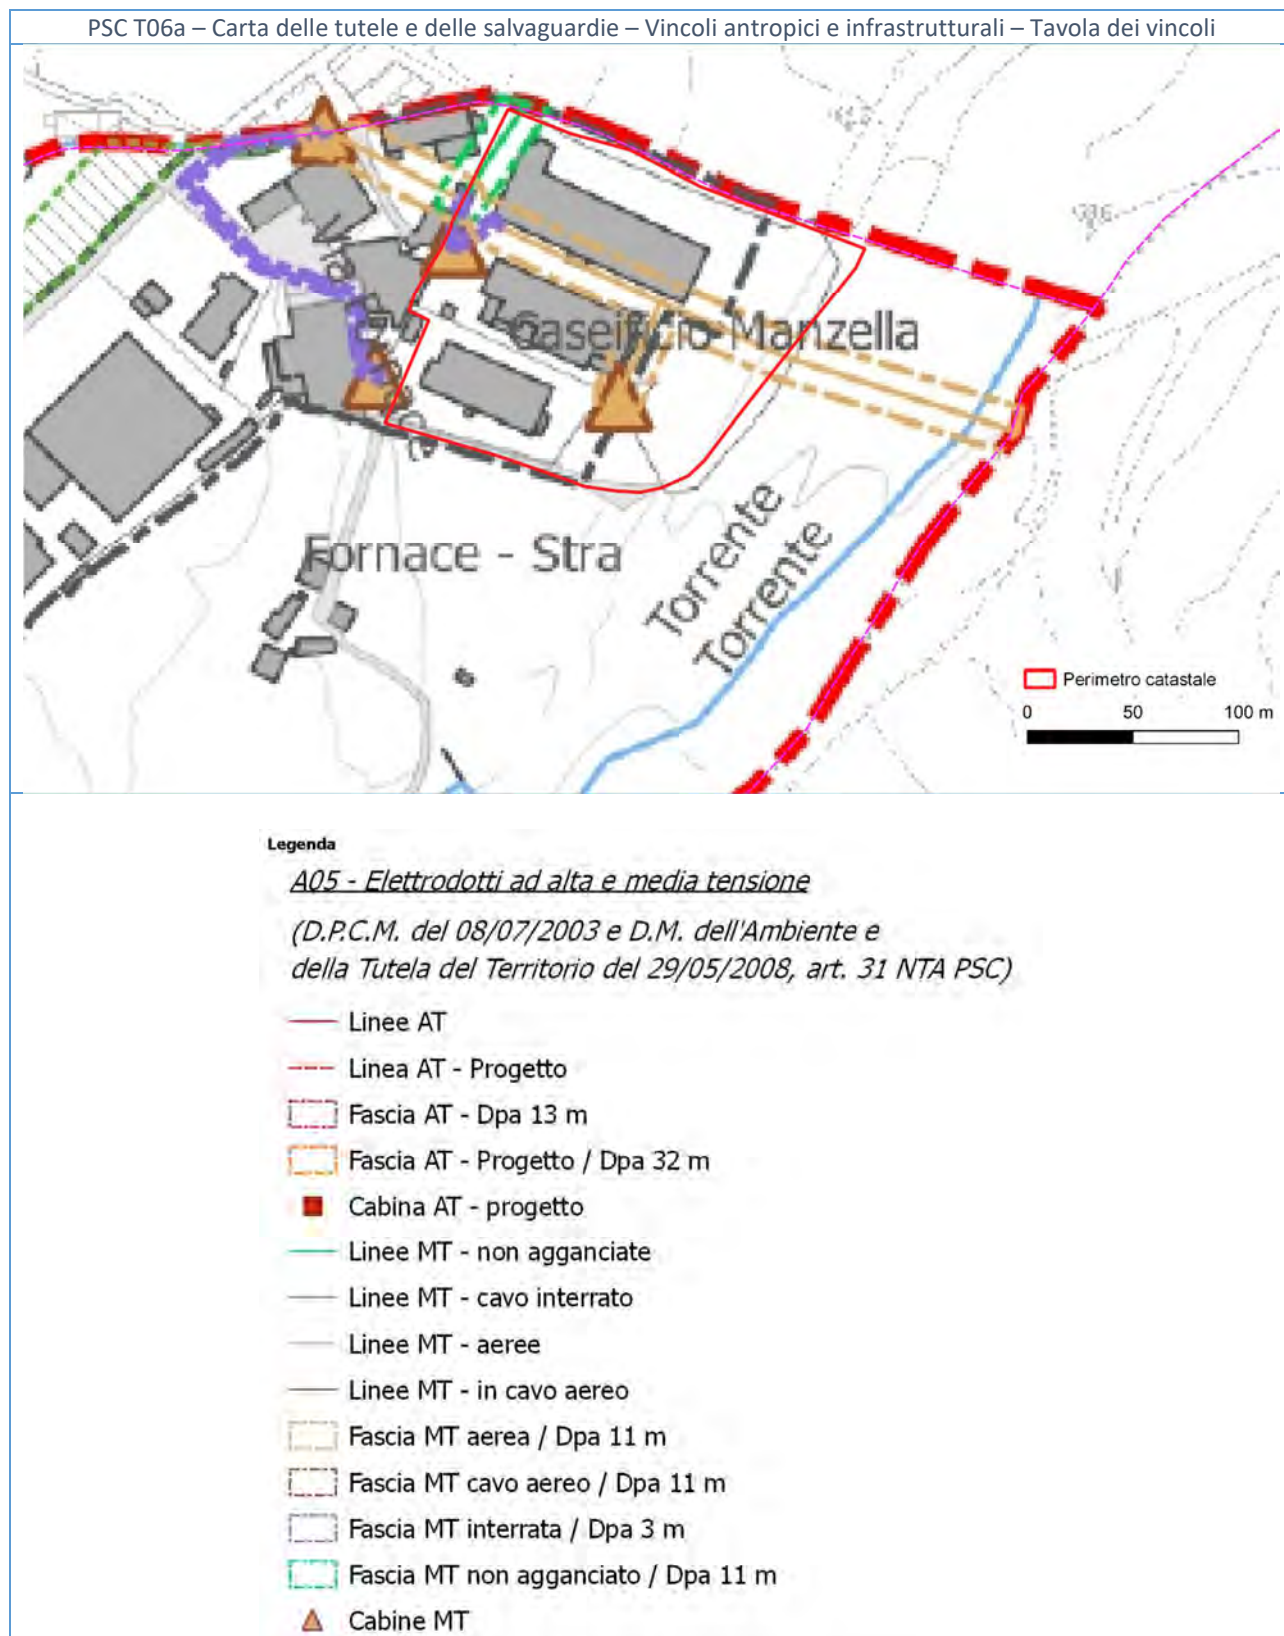 PSC T06a – Carta delle tutele e delle salvaguardie – Vincoli antropici e infrastrutturali – Tavola dei vincoli
Caseificio Manzella
Fornace - Stra
Torrente
Torrente
Perimetro catastale
0 50 100 m
Legenda
A05 - Elettrodotti ad alta e media tensione
(D.P.C.M. del 08/07/2003 e D.M. dell'Ambiente e
della Tutela del Territorio del 29/05/2008, art. 31 NTA PSC)
Linee AT
Linea AT - Progetto
Fascia AT - Dpa 13 m
Fascia AT - Progetto / Dpa 32 m
Cabina AT - progetto
Linee MT - non agganciate
Linee MT - cavo interrato
Linee MT - aeree
Linee MT - in cavo aereo
Fascia MT aerea / Dpa 11 m
Fascia MT cavo aereo / Dpa 11 m
Fascia MT interrata / Dpa 3 m
Fascia MT non agganciato / Dpa 11 m
Cabine MT